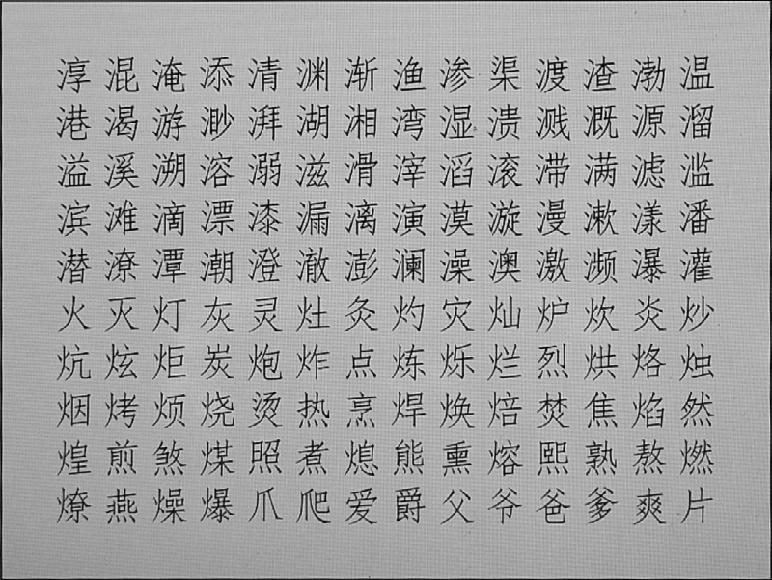 淳混淹添清渊渐渔渗渠渡渣渤温
港渴游渺湃湖湘湾湿溃溅溉源溜
溢溪溯溶溺滋滑滓滔滚滞满滤滥
滨滩滴漂漆漏漓演漠漩漫漱漾潘
潜潦潭潮澄澈澎澜澡澳激濒瀑灌
火灭灯灰灵灶灸灼灾灿炉炊炎炒
炕炫炬炭炮炸点炼烁烂烈烘烙烛
烟烤烦烧烫热烹焊焕焙焚焦焰然
煌煎煞煤照煮熄熊熏熔熙熟熬燃
燎燕燥爆爪爬爱爵父爷爸爹爽片